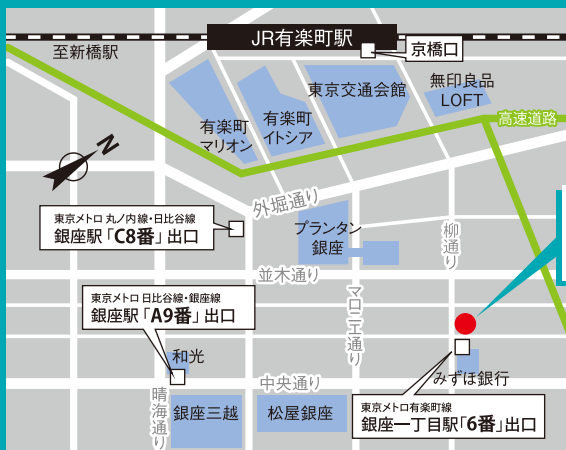 JR有楽町駅
至新橋駅
京橋口
東京交通会館
無印良品
LOFT
有楽町
マリオン
有楽町
イトシア
高速道路
N
外堀通り
東京メトロ 丸ノ内線・日比谷線
銀座駅「C8番」出口
プランタン
銀座
柳通り
並木通り
東京メトロ 日比谷線・銀座線
銀座駅「A9番」出口
マロニエ通り
和光
みずほ銀行
中央通り
晴海通り
銀座三越
松屋銀座
東京メトロ有楽町線
銀座一丁目駅「6番」出口